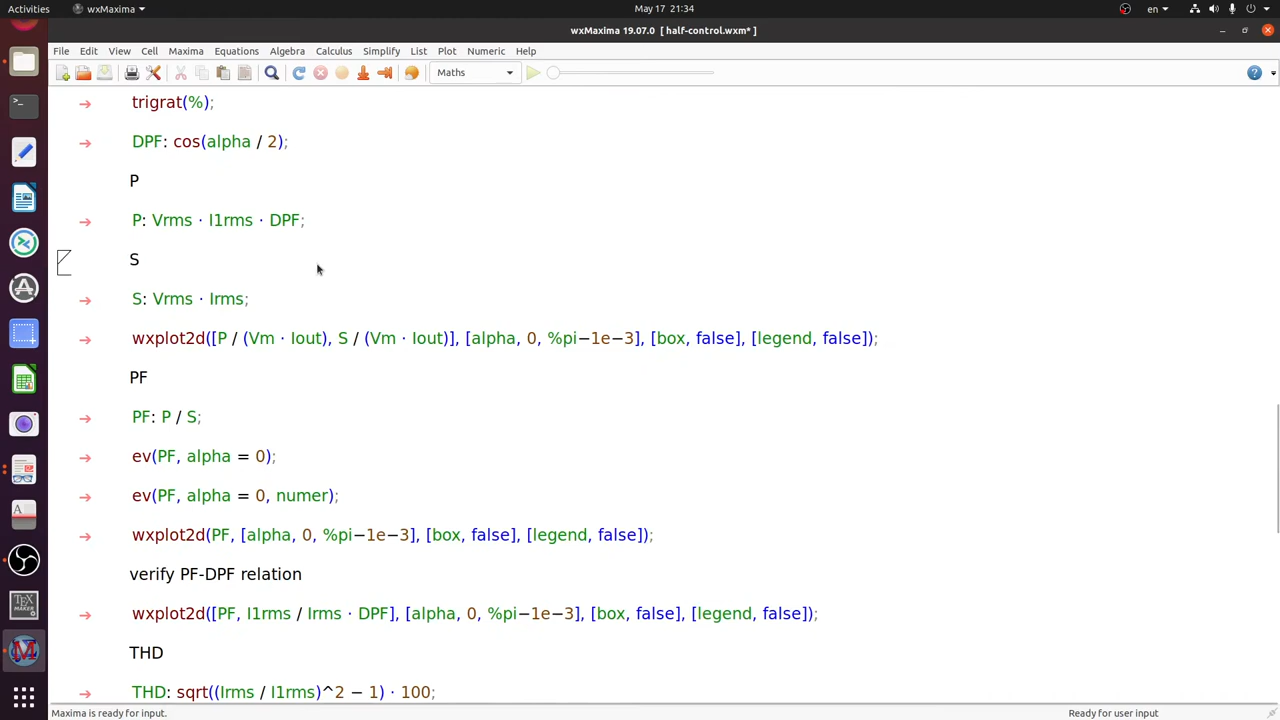 Activities
wxMaxima
May 17 21:34
en
wxMaxima 19.07.0 [ half-control.wxm* ]
File Edit View Cell Maxima Equations Algebra Calculus Simplify List Plot Numeric Help
Maths
trigrat(%);
DPF: cos(alpha / 2);
P
P: Vrms · I1rms · DPF;
S
S: Vrms · Irms;
wxplot2d([P / (Vm · Iout), S / (Vm · Iout)], [alpha, 0, %pi−1e−3], [box, false], [legend, false]);
PF
PF: P / S;
ev(PF, alpha = 0);
ev(PF, alpha = 0, numer);
wxplot2d(PF, [alpha, 0, %pi−1e−3], [box, false], [legend, false]);
verify PF-DPF relation
wxplot2d([PF, I1rms / Irms · DPF], [alpha, 0, %pi−1e−3], [box, false], [legend, false]);
THD
THD: sqrt((Irms / I1rms)^2 − 1) · 100;
Maxima is ready for input.
Ready for user input